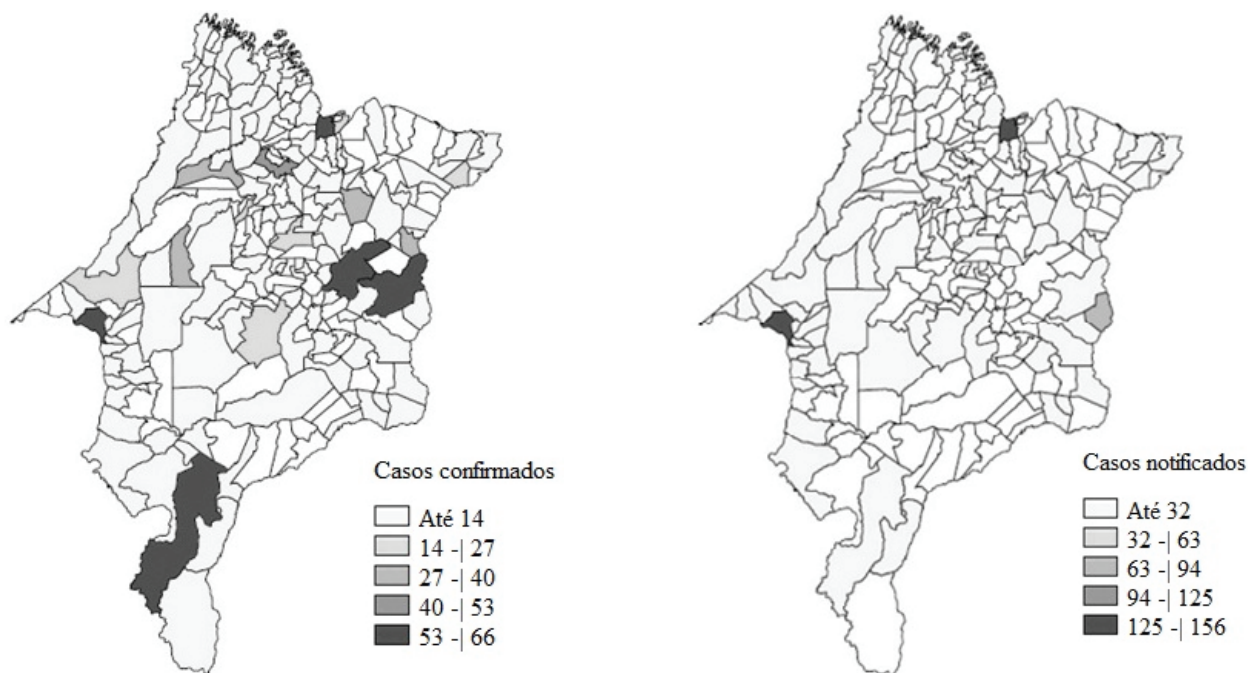 Casos confirmados
Até 14
14 -| 27
27 -| 40
40 -| 53
53 -| 66
Casos notificados
Até 32
32 -| 63
63 -| 94
94 -| 125
125 -| 156